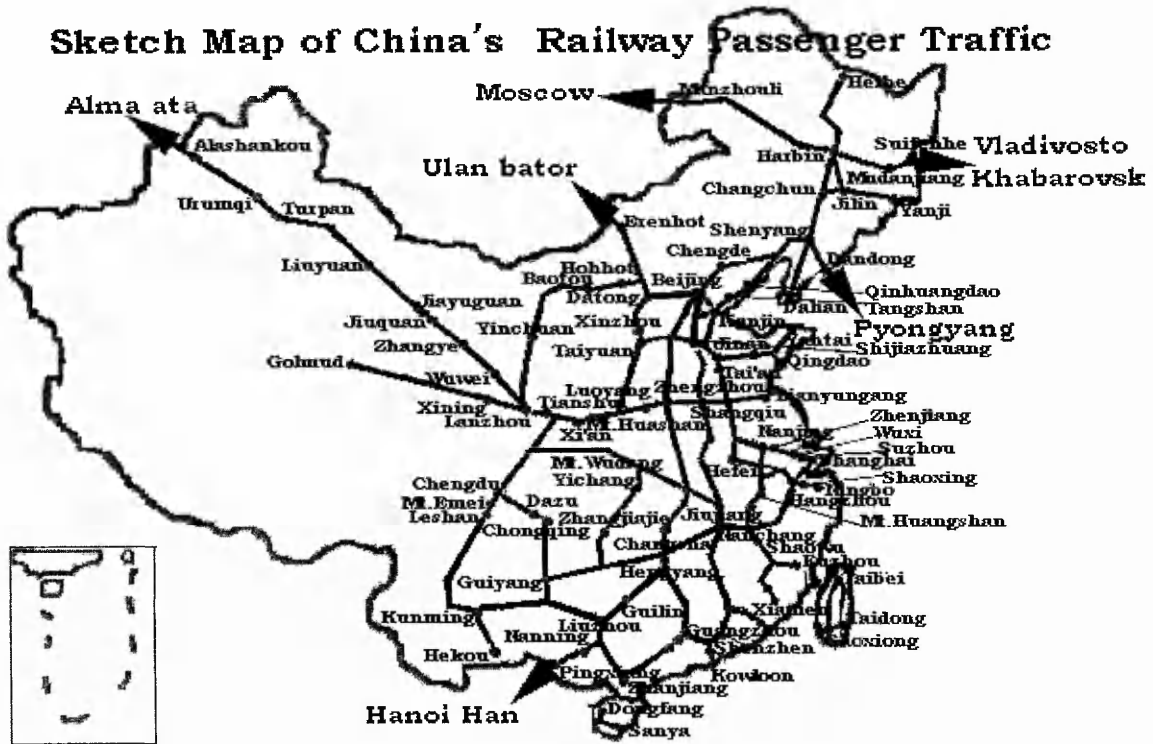 Sketch Map of China's Railway Passenger Traffic
Alma ata
Moscow
Manzhouli
Heihe
Alashankou
Suifenhe
Vladivosto
Harbin
Ulan bator
Mudanjiang
Khabarovsk
Changchun
Jilin
Yanji
Urumqi
Turpan
Erenhot
Shenyang
Chengde
Dandong
Liuyuan
Hohhot
Beijing
Baotou
Qinhuangdao
Datong
Jiayuguan
Tangshan
Jiuquan
Xinzhou
Yinchuan
Pyongyang
Zhangye
Taiyuan
Jinan
Shijiazhuang
Golmud
Qingdao
Wuwei
Tai'an
Luoyang
Zhengzhou
Lianyungang
Xining
Tianshui
Shangqiu
Lanzhou
Mt.Huashan
Zhenjiang
Xi'an
Nanjing
Wuxi
Suzhou
Shanghai
Mt.Wudang
Hefei
Shaoxing
Chengdu
Yichang
Ningbo
Mt.Emei
Dazu
Hangzhou
Leshan
Zhangjiajie
Jiujiang
Mt.Huangshan
Chongqing
Nanchang
Changsha
Shaowu
Fuzhou
Guiyang
Hengyang
Taibei
Kunming
Guilin
Xiamen
Liuzhou
Taidong
Nanning
Guangzhou
Gaoxiong
Hekou
Shenzhen
Pingxiang
Kowloon
Zhanjiang
Hanoi Han
Dongfang
Sanya